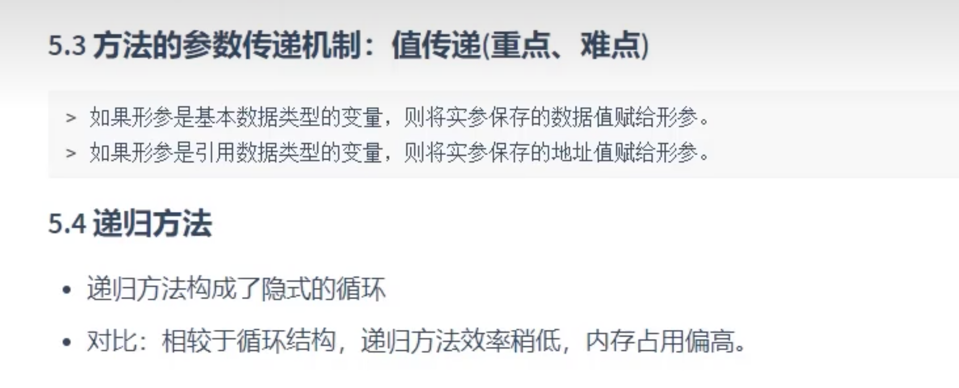 5.3 方法的参数传递机制：值传递(重点、难点)
> 如果形参是基本数据类型的变量，则将实参保存的数据值赋给形参。
> 如果形参是引用数据类型的变量，则将实参保存的地址值赋给形参。
5.4 递归方法
• 递归方法构成了隐式的循环
• 对比：相较于循环结构，递归方法效率稍低，内存占用偏高。